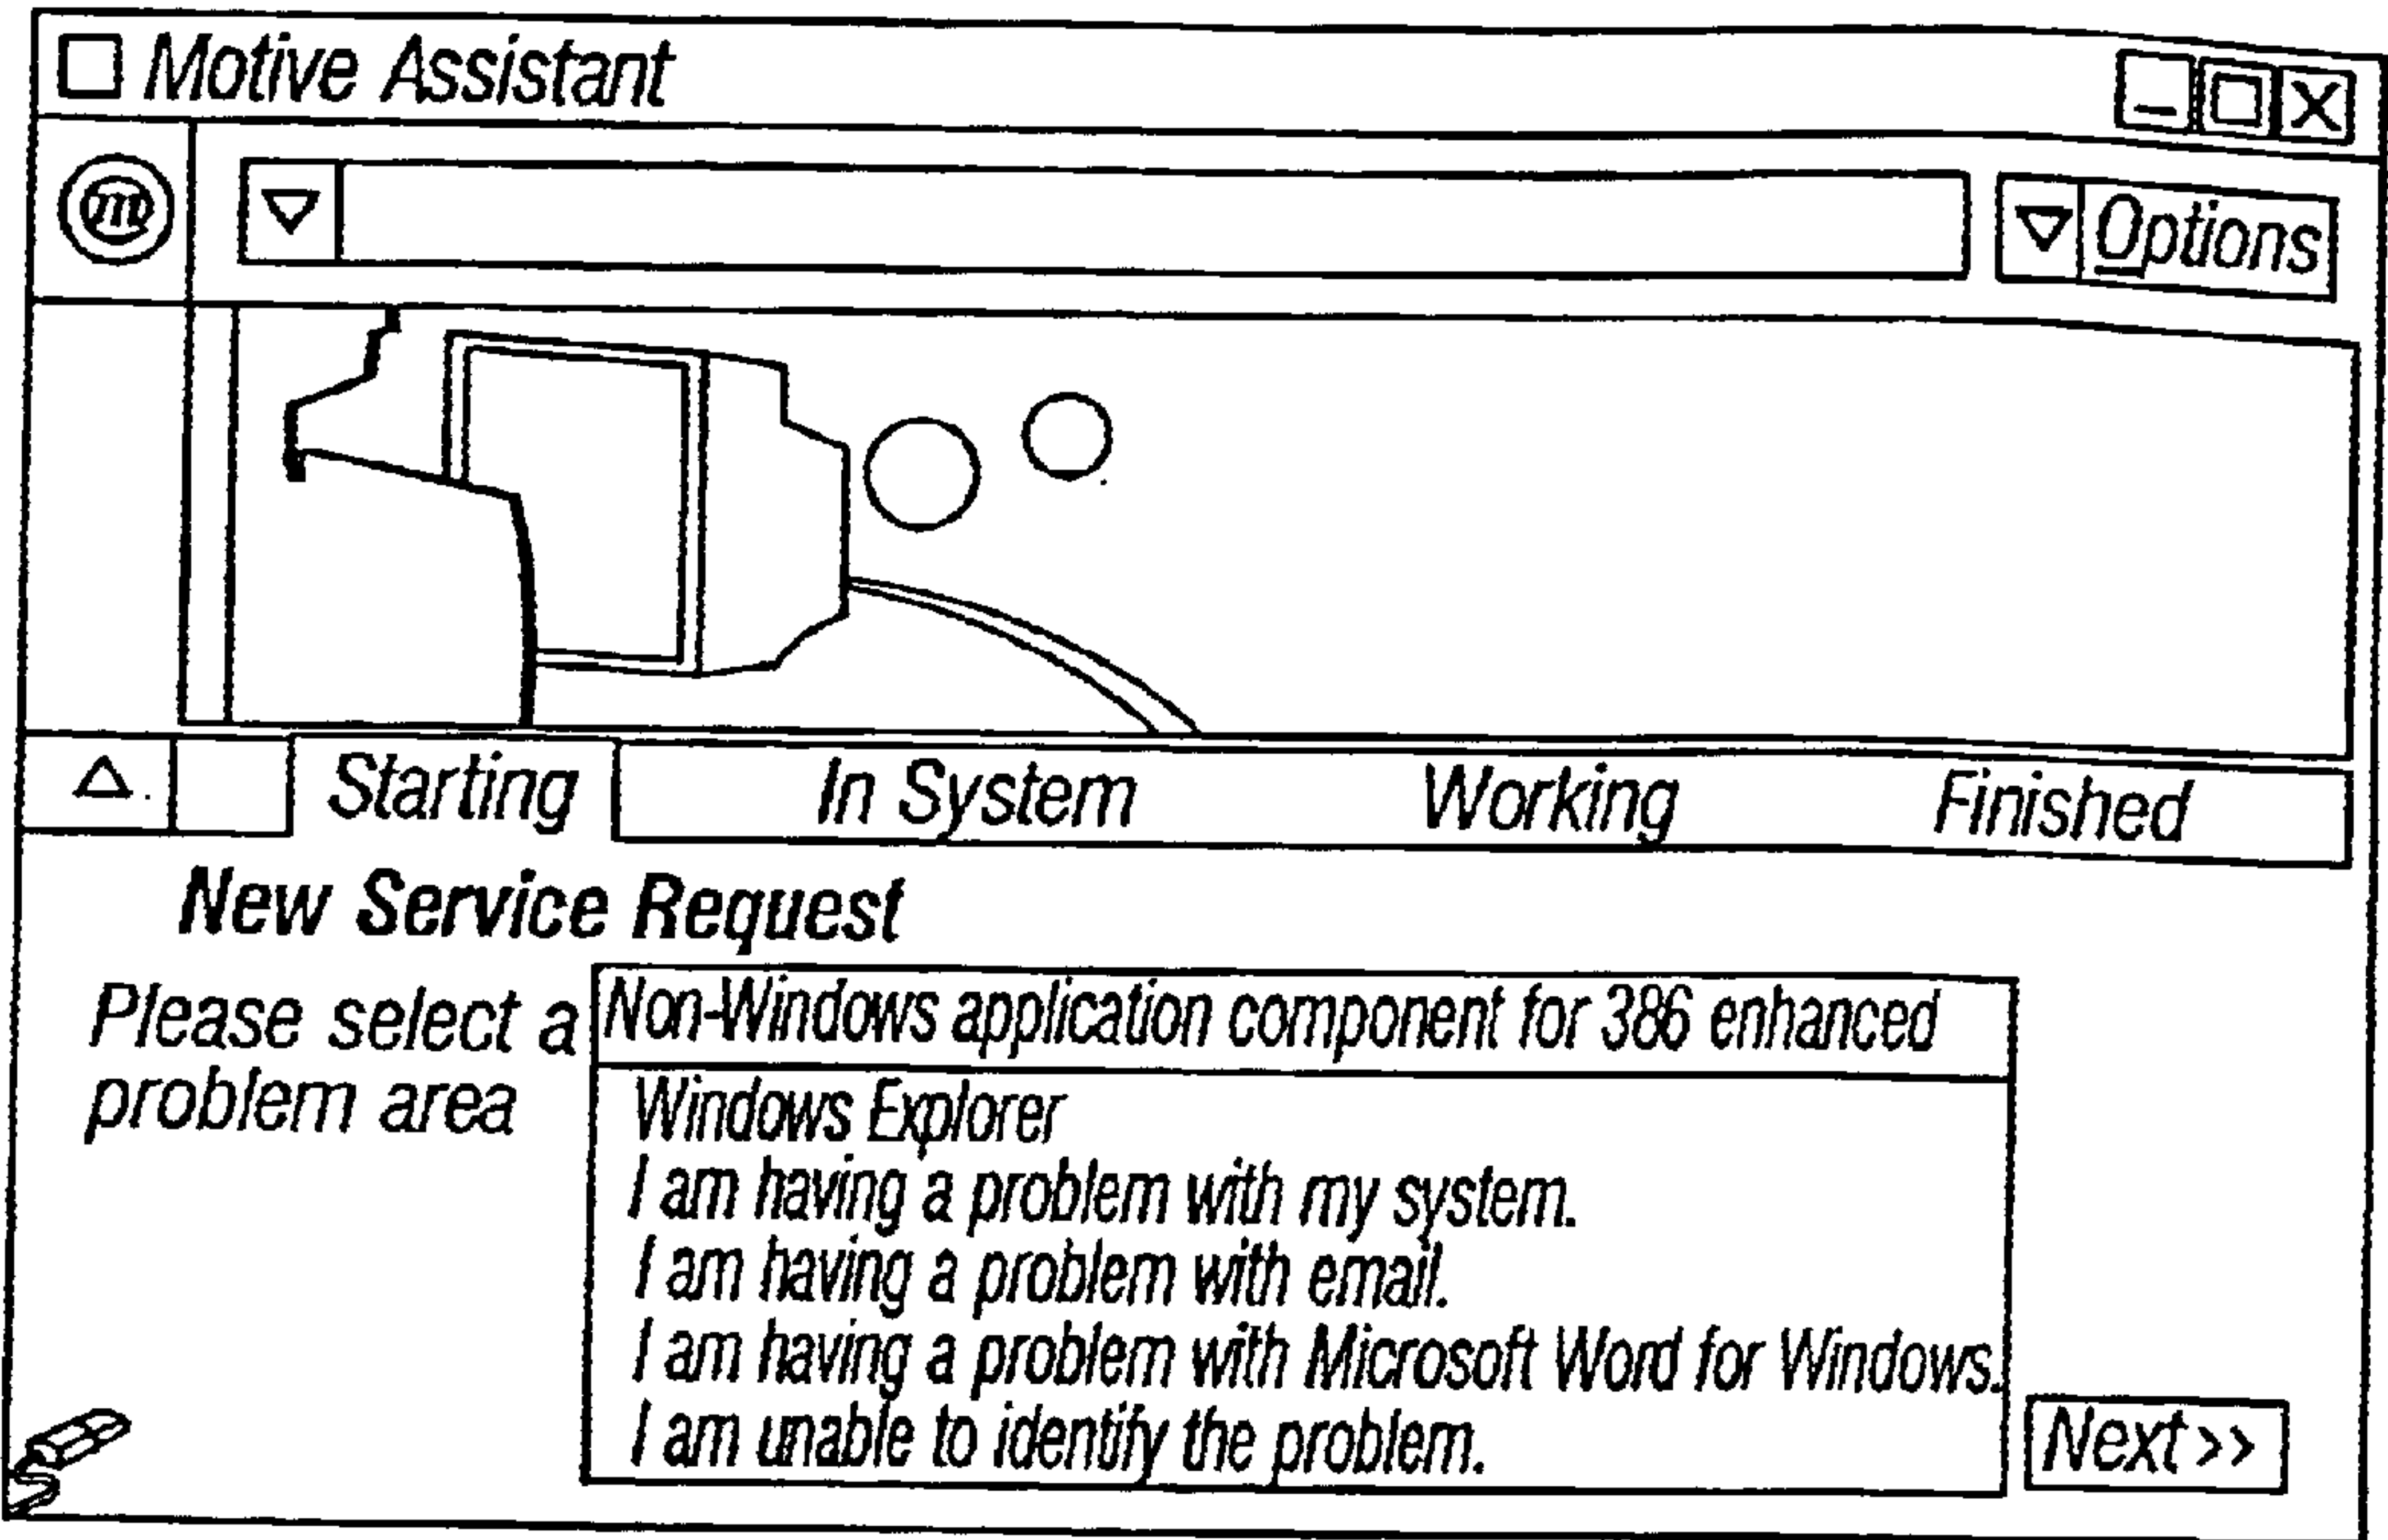 Motive Assistant
m
Options
Starting In System Working Finished
New Service Request
Please select a
problem area
Non-Windows application component for 386 enhanced
Windows Explorer
I am having a problem with my system.
I am having a problem with email.
I am having a problem with Microsoft Word for Windows.
I am unable to identify the problem.
Next >>